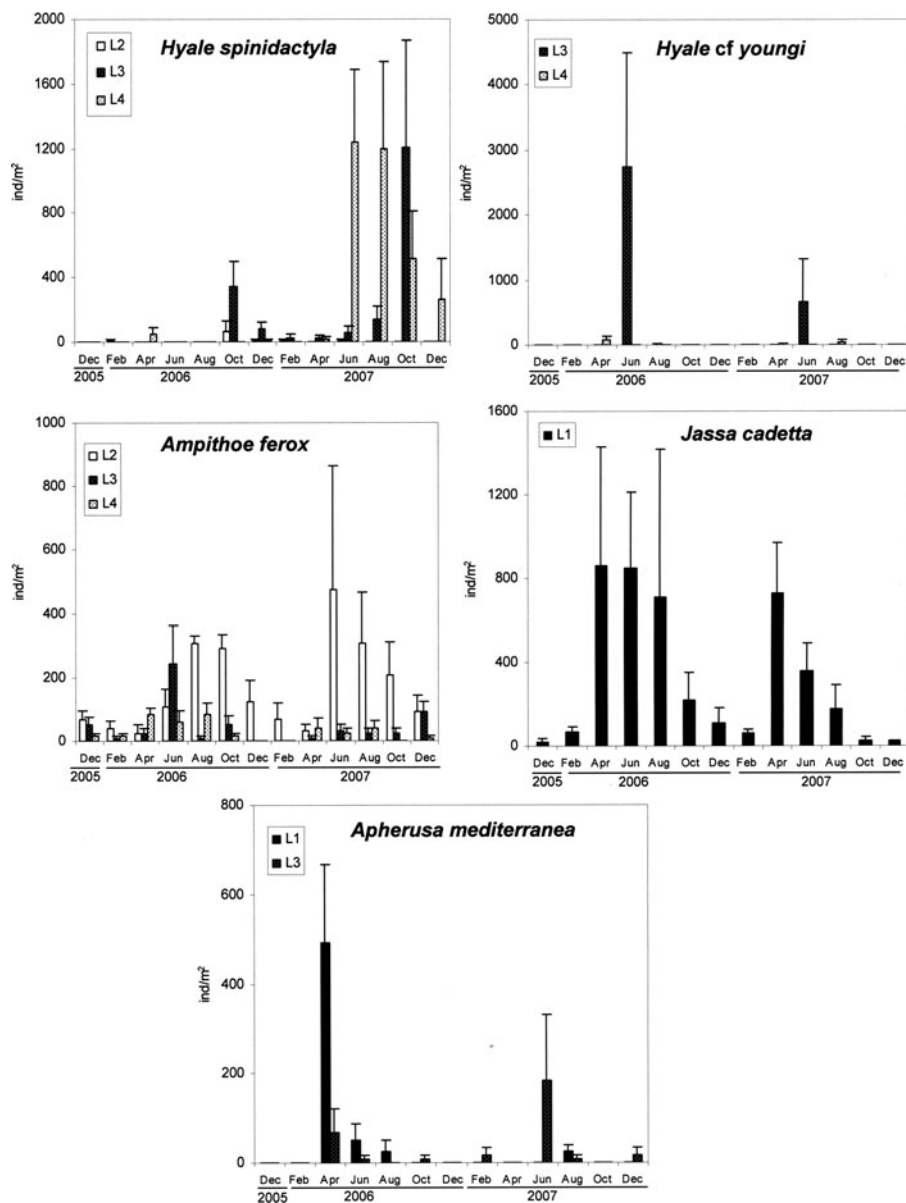 Hyale spinidactyla
L2
L3
L4
ind/m²
2000
1600
1200
800
400
0
Dec Feb Apr Jun Aug Oct Dec Feb Apr Jun Aug Oct Dec
2005 2006 2007
Hyale cf youngi
L3
L4
ind/m²
5000
4000
3000
2000
1000
0
Dec Feb Apr Jun Aug Oct Dec Feb Apr Jun Aug Oct Dec
2005 2006 2007
Ampithoe ferox
L2
L3
L4
ind/m²
1000
800
600
400
200
0
Dec Feb Apr Jun Aug Oct Dec Feb Apr Jun Aug Oct Dec
2005 2006 2007
Jassa cadetta
L1
ind/m²
1600
1200
800
400
0
Dec Feb Apr Jun Aug Oct Dec Feb Apr Jun Aug Oct Dec
2005 2006 2007
Apherusa mediterranea
L1
L3
ind/m²
800
600
400
200
0
Dec Feb Apr Jun Aug Oct Dec Feb Apr Jun Aug Oct Dec
2005 2006 2007